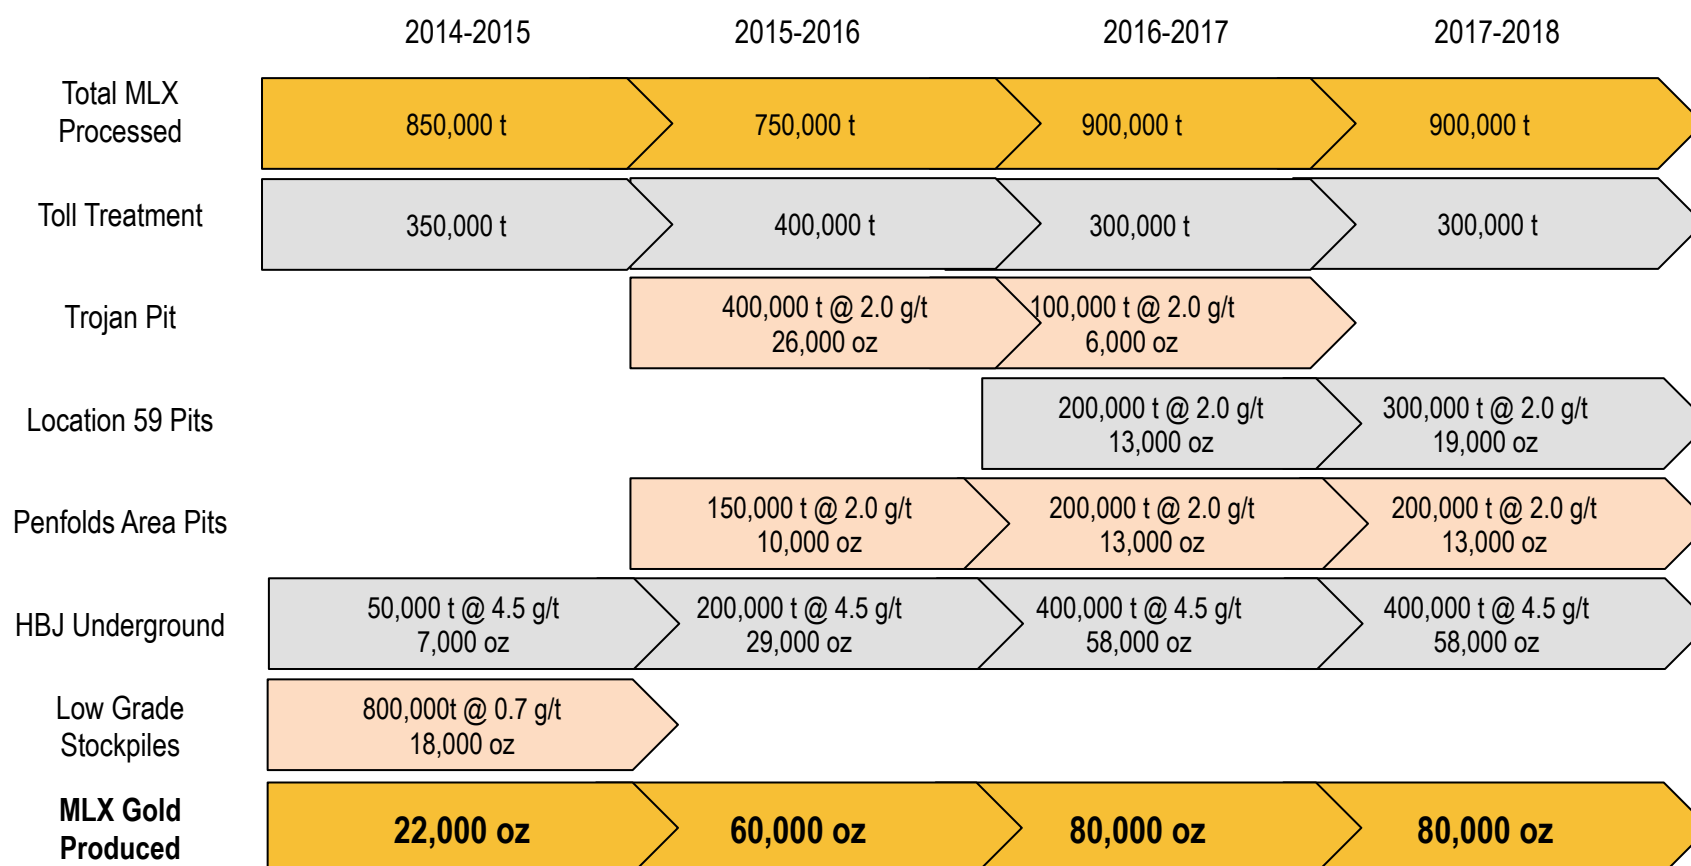 2014-2015 2015-2016 2016-2017 2017-2018
Total MLX
Processed
850,000 t 750,000 t 900,000 t 900,000 t
Toll Treatment
350,000 t 400,000 t 300,000 t 300,000 t
Trojan Pit
400,000 t @ 2.0 g/t 100,000 t @ 2.0 g/t
26,000 oz 6,000 oz
Location 59 Pits
200,000 t @ 2.0 g/t 300,000 t @ 2.0 g/t
13,000 oz 19,000 oz
Penfolds Area Pits
150,000 t @ 2.0 g/t 200,000 t @ 2.0 g/t 200,000 t @ 2.0 g/t
10,000 oz 13,000 oz 13,000 oz
HBJ Underground
50,000 t @ 4.5 g/t 200,000 t @ 4.5 g/t 400,000 t @ 4.5 g/t 400,000 t @ 4.5 g/t
7,000 oz 29,000 oz 58,000 oz 58,000 oz
Low Grade
Stockpiles
800,000t @ 0.7 g/t
18,000 oz
MLX Gold
Produced
22,000 oz 60,000 oz 80,000 oz 80,000 oz